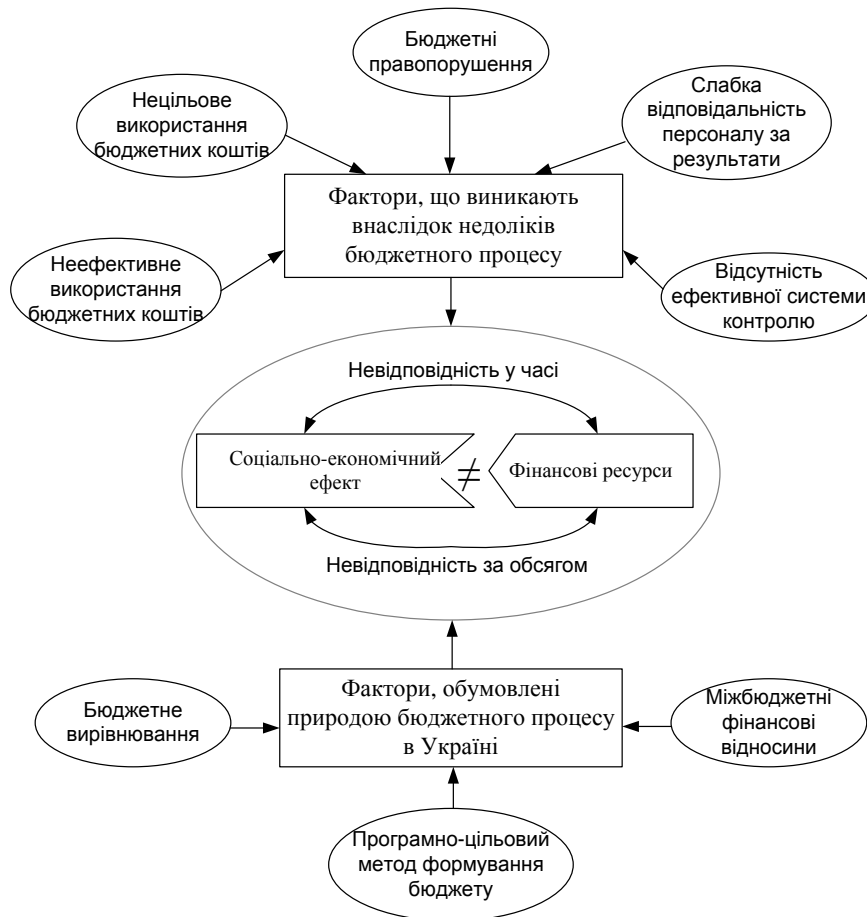 Бюджетні
правопорушення
Нецільове
використання
бюджетних коштів
Слабка
відповідальність
персоналу за
результати
Фактори, що виникають
внаслідок недоліків
бюджетного процесу
Неефективне
використання
бюджетних коштів
Відсутність
ефективної системи
контролю
Невідповідність у часі
Соціально-економічний
ефект
≠
Фінансові ресурси
Невідповідність за обсягом
Бюджетне
вирівнювання
Фактори, обумовлені
природою бюджетного процесу
в Україні
Міжбюджетні
фінансові
відносини
Програмно-цільовий
метод формування
бюджету